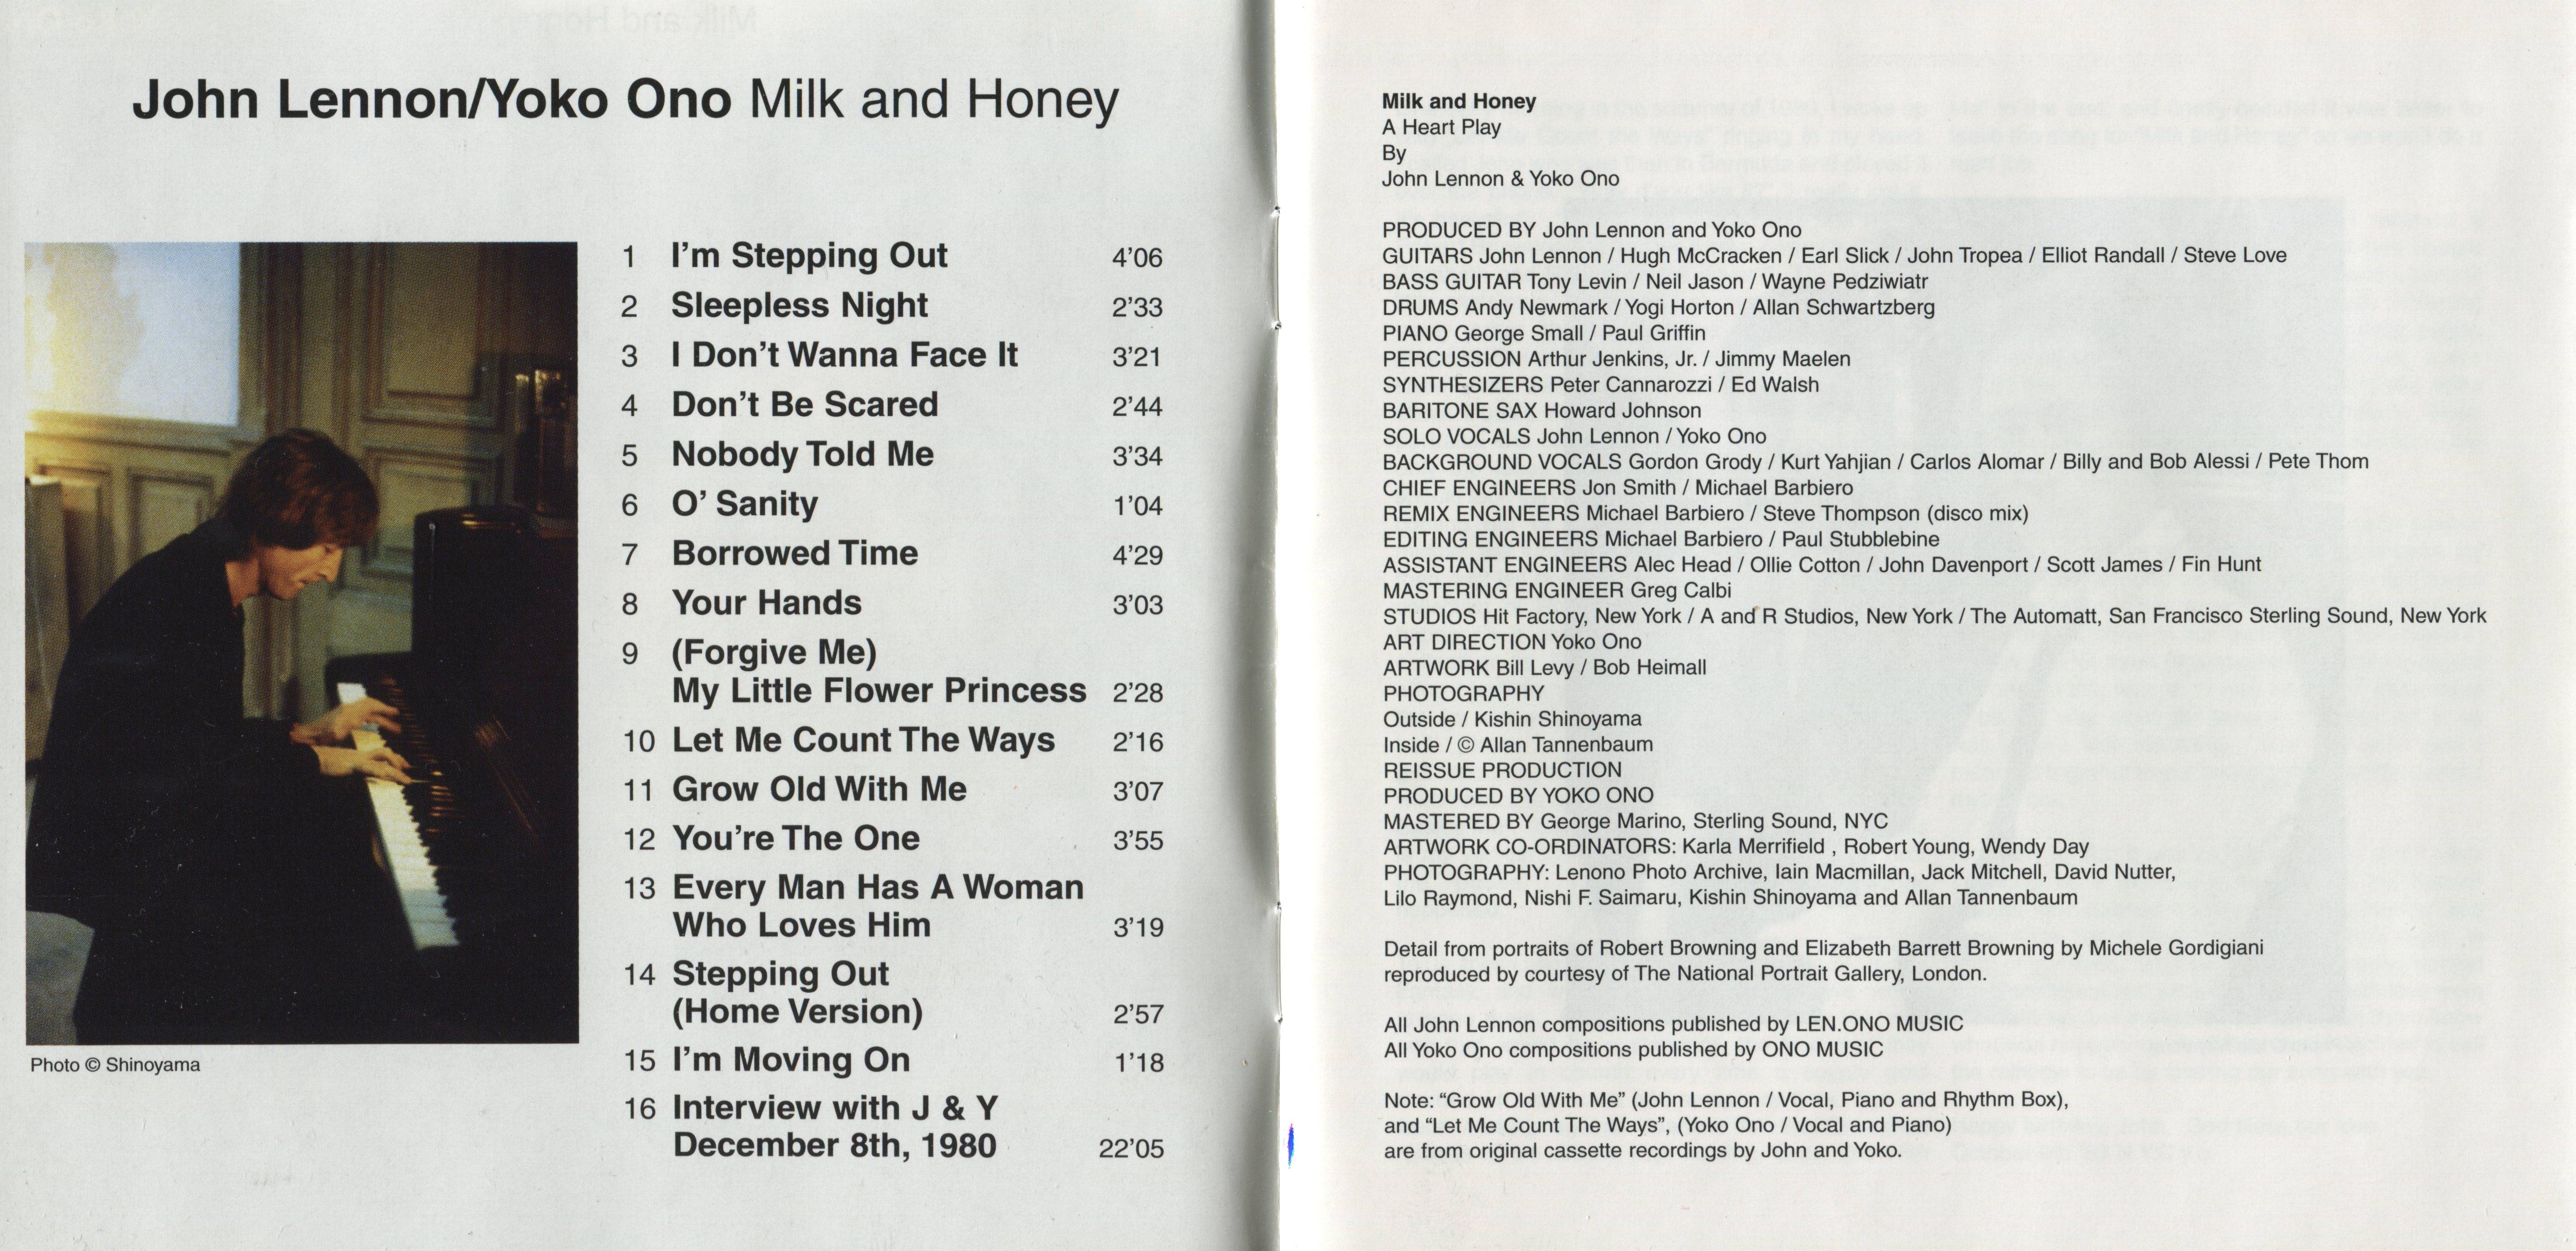 John Lennon/Yoko Ono Milk and Honey
1 I'm Stepping Out 4'06
2 Sleepless Night 2'33
3 I Don't Wanna Face It 3'21
4 Don't Be Scared 2'44
5 Nobody Told Me 3'34
6 O' Sanity 1'04
7 Borrowed Time 4'29
8 Your Hands 3'03
9 (Forgive Me)
My Little Flower Princess 2'28
10 Let Me Count The Ways 2'16
11 Grow Old With Me 3'07
12 You're The One 3'55
13 Every Man Has A Woman
Who Loves Him 3'19
14 Stepping Out
(Home Version) 2'57
15 I'm Moving On 1'18
16 Interview with J & Y
December 8th, 1980 22'05
Photo © Shinoyama
Milk and Honey
A Heart Play
By
John Lennon & Yoko Ono
PRODUCED BY John Lennon and Yoko Ono
GUITARS John Lennon / Hugh McCracken / Earl Slick / John Tropea / Elliot Randall / Steve Love
BASS GUITAR Tony Levin / Neil Jason / Wayne Pedziwiatr
DRUMS Andy Newmark / Yogi Horton / Allan Schwartzberg
PIANO George Small / Paul Griffin
PERCUSSION Arthur Jenkins, Jr. / Jimmy Maelen
SYNTHESIZERS Peter Cannarozzi / Ed Walsh
BARITONE SAX Howard Johnson
SOLO VOCALS John Lennon / Yoko Ono
BACKGROUND VOCALS Gordon Grody / Kurt Yahjian / Carlos Alomar / Billy and Bob Alessi / Pete Thom
CHIEF ENGINEERS Jon Smith / Michael Barbiero
REMIX ENGINEERS Michael Barbiero / Steve Thompson (disco mix)
EDITING ENGINEERS Michael Barbiero / Paul Stubblebine
ASSISTANT ENGINEERS Alec Head / Ollie Cotton / John Davenport / Scott James / Fin Hunt
MASTERING ENGINEER Greg Calbi
STUDIOS Hit Factory, New York / A and R Studios, New York / The Automatt, San Francisco Sterling Sound, New York
ART DIRECTION Yoko Ono
ARTWORK Bill Levy / Bob Heimall
PHOTOGRAPHY
Outside / Kishin Shinoyama
Inside / © Allan Tannenbaum
REISSUE PRODUCTION
PRODUCED BY YOKO ONO
MASTERED BY George Marino, Sterling Sound, NYC
ARTWORK CO-ORDINATORS: Karla Merrifield , Robert Young, Wendy Day
PHOTOGRAPHY: Lenono Photo Archive, Iain Macmillan, Jack Mitchell, David Nutter,
Lilo Raymond, Nishi F. Saimaru, Kishin Shinoyama and Allan Tannenbaum
Detail from portraits of Robert Browning and Elizabeth Barrett Browning by Michele Gordigiani
reproduced by courtesy of The National Portrait Gallery, London.
All John Lennon compositions published by LEN.ONO MUSIC
All Yoko Ono compositions published by ONO MUSIC
Note: “Grow Old With Me” (John Lennon / Vocal, Piano and Rhythm Box),
and “Let Me Count The Ways”, (Yoko Ono / Vocal and Piano)
are from original cassette recordings by John and Yoko.